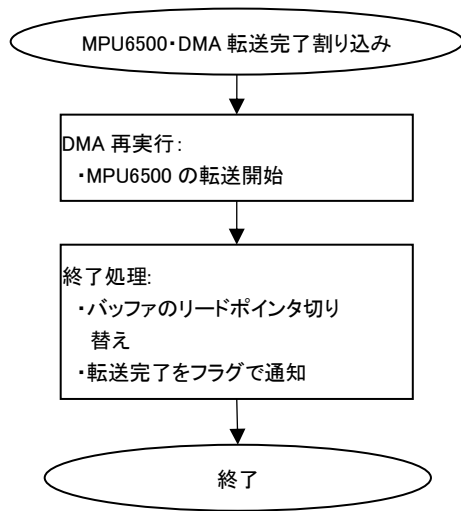 MPU6500・DMA 転送完了割り込み
DMA 再実行:
・MPU6500 の転送開始
終了処理:
・バッファのリードポインタ切り
替え
・転送完了をフラグで通知
終了